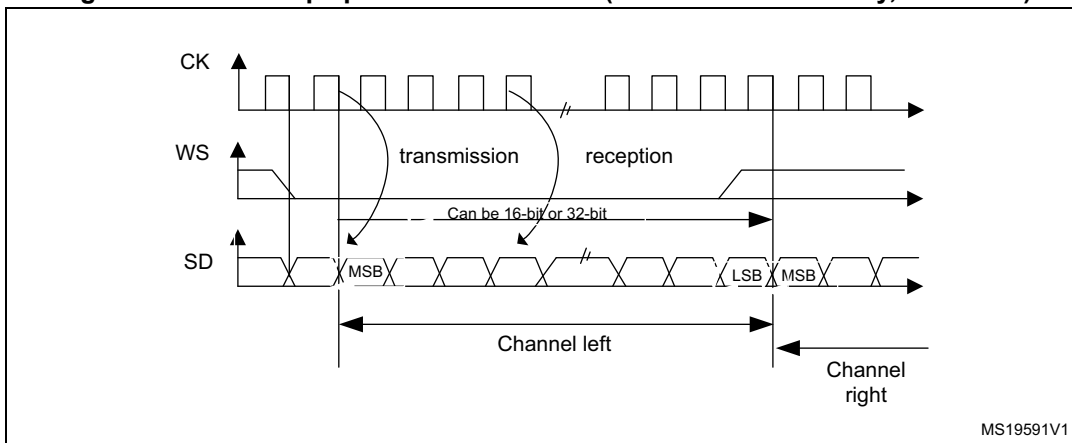 CK
WS
transmission
reception
Can be 16-bit or 32-bit
SD
MSB
LSB
MSB
Channel left
Channel
right
MS19591V1